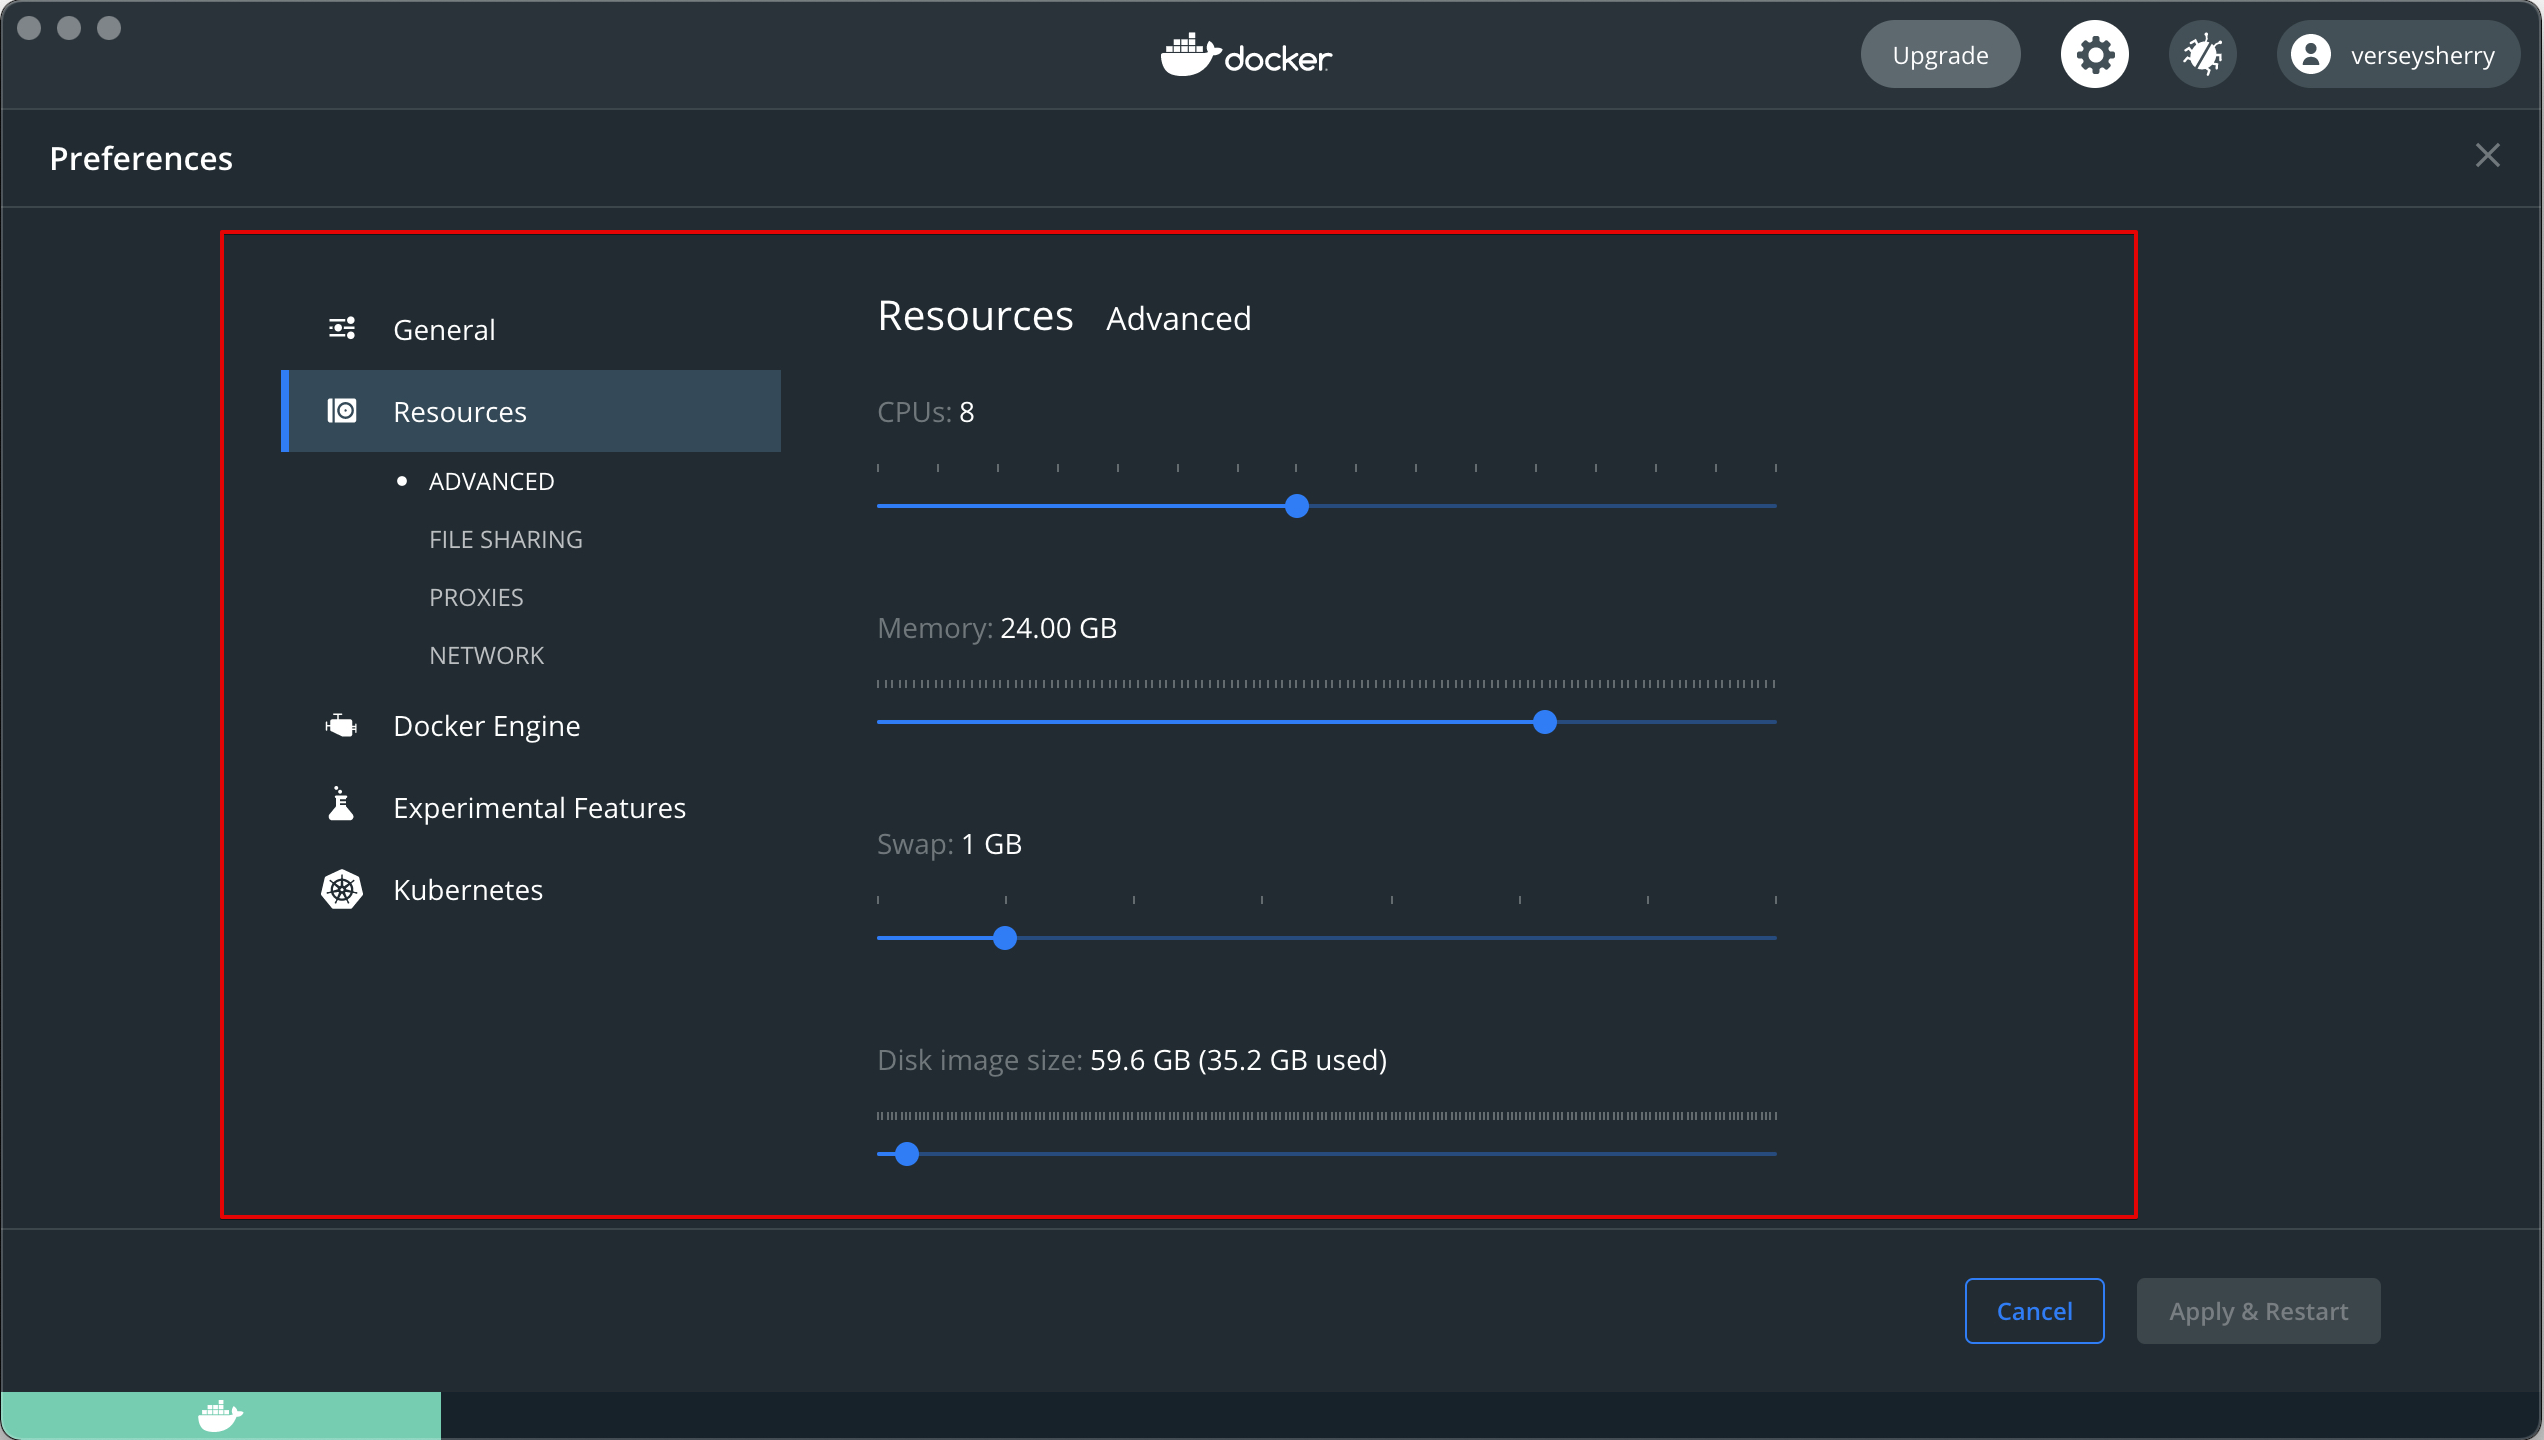 docker
Upgrade
verseysherry
Preferences
General
Resources
ADVANCED
FILE SHARING
PROXIES
NETWORK
Docker Engine
Experimental Features
Kubernetes
Resources Advanced
CPUs: 8
Memory: 24.00 GB
Swap: 1 GB
Disk image size: 59.6 GB (35.2 GB used)
Cancel
Apply & Restart